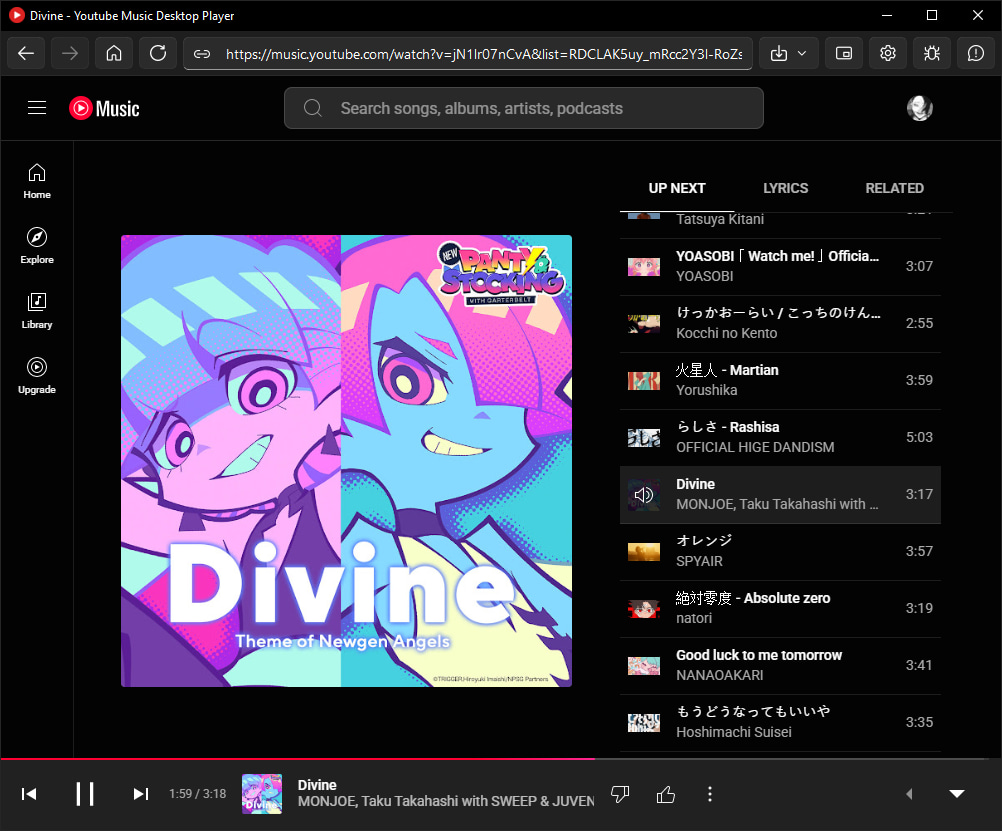 Divine - Youtube Music Desktop Player
https://music.youtube.com/watch?v=jN1lr07nCvA&list=RDCLAK5uy_mRcc2Y3I-RoZs
Music
Search songs, albums, artists, podcasts
Home
Explore
Library
Upgrade
NEW
PANTY &
STOCKING
WITH GARTERBELT
Divine
Theme of Newgen Angels
©TRIGGER,Hiroyuki Imaishi/NPSG Partners
UP NEXT
LYRICS
RELATED
Tatsuya Kitani
YOASOBI「Watch me!」Officia...
YOASOBI
3:07
けっかおーらい / こっちのけん...
Kocchi no Kento
2:55
火星人 - Martian
Yorushika
3:59
らしさ - Rashisa
OFFICIAL HIGE DANDISM
5:03
Divine
MONJOE, Taku Takahashi with ...
3:17
オレンジ
SPYAIR
3:57
絶対零度 - Absolute zero
natori
3:19
Good luck to me tomorrow
NANAOAKARI
3:41
もうどうなってもいいや
Hoshimachi Suisei
3:35
1:59 / 3:18
Divine
Divine
MONJOE, Taku Takahashi with SWEEP & JUVEN